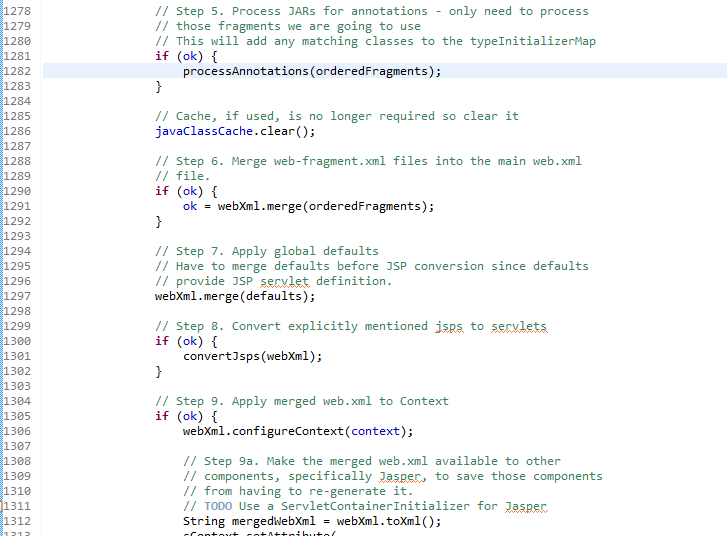 1278 // Step 5. Process JARs for annotations - only need to process
1279 // those fragments we are going to use
1280 // This will add any matching classes to the typeInitializerMap
1281 if (ok) {
1282 processAnnotations(orderedFragments);
1283 }
1284
1285 // Cache, if used, is no longer required so clear it
1286 javaClassCache.clear();
1287
1288 // Step 6. Merge web-fragment.xml files into the main web.xml
1289 // file.
1290 if (ok) {
1291 ok = webXml.merge(orderedFragments);
1292 }
1293
1294 // Step 7. Apply global defaults
1295 // Have to merge defaults before JSP conversion since defaults
1296 // provide JSP servlet definition.
1297 webXml.merge(defaults);
1298
1299 // Step 8. Convert explicitly mentioned jsps to servlets
1300 if (ok) {
1301 convertJsps(webXml);
1302 }
1303
1304 // Step 9. Apply merged web.xml to Context
1305 if (ok) {
1306 webXml.configureContext(context);
1307
1308 // Step 9a. Make the merged web.xml available to other
1309 // components, specifically Jasper, to save those components
1310 // from having to re-generate it.
1311 // TODO Use a ServletContainerInitializer for Jasper
1312 String mergedWebXml = webXml.toXml();
1313 sContext.setAttribute(